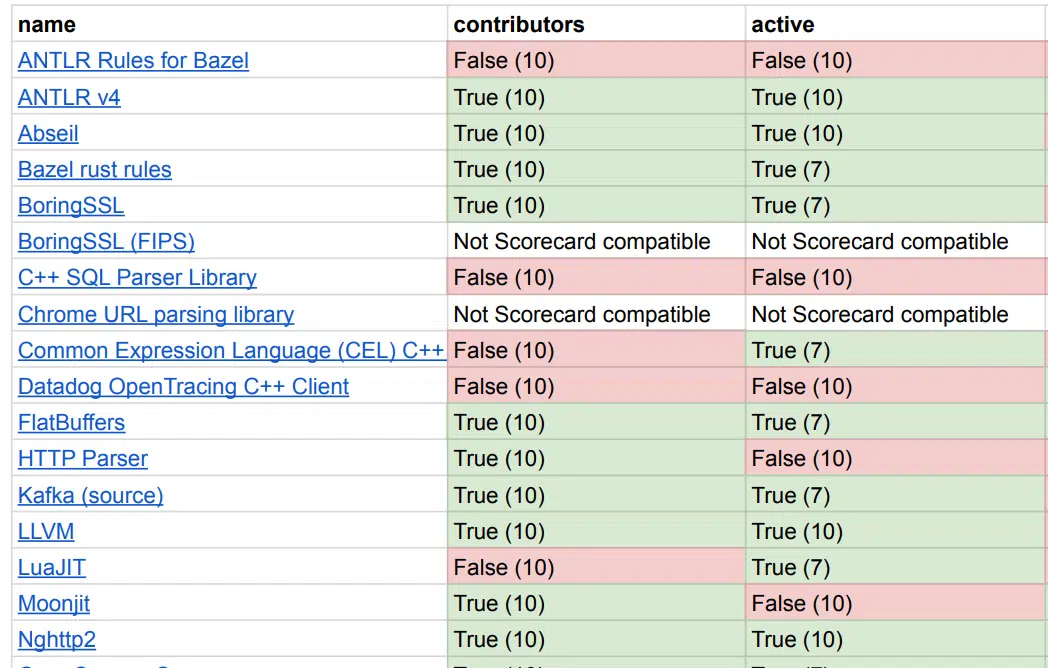 name contributors active
ANTLR Rules for Bazel False (10) False (10)
ANTLR v4 True (10) True (10)
Abseil True (10) True (10)
Bazel rust rules True (10) True (7)
BoringSSL True (10) True (7)
BoringSSL (FIPS) Not Scorecard compatible Not Scorecard compatible
C++ SQL Parser Library False (10) False (10)
Chrome URL parsing library Not Scorecard compatible Not Scorecard compatible
Common Expression Language (CEL) C++ False (10) True (7)
Datadog OpenTracing C++ Client False (10) False (10)
FlatBuffers True (10) True (7)
HTTP Parser True (10) False (10)
Kafka (source) True (10) True (7)
LLVM True (10) True (10)
LuaJIT False (10) True (7)
Moonjit True (10) False (10)
Nghttp2 True (10) True (10)